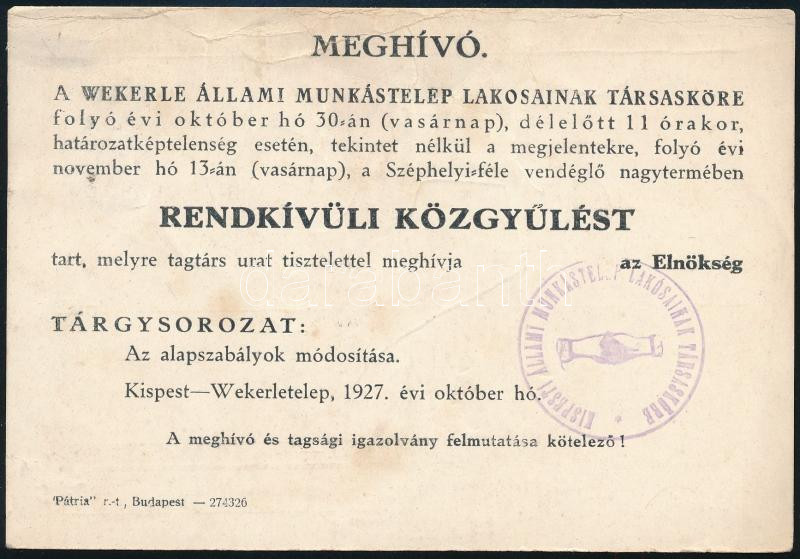 MEGHÍVÓ.
A WEKERLE ÁLLAMI MUNKÁSTELEP LAKOSAINAK TÁRSASKÖRE
folyó évi október hó 30-án (vasárnap), délelőtt 11 órakor,
határozatképtelenség esetén, tekintet nélkül a megjelentekre, folyó évi
november hó 13-án (vasárnap), a Széphelyi-féle vendéglő nagytermében
RENDKÍVÜLI KÖZGYŰLÉST
tart, melyre tagtárs urat tisztelettel meghívja az Elnökség
darabanth
KISPESTI ÁLLAMI MUNKÁSTELEP LAKÓSAINAK TÁRSASKÖRE *
TÁRGYSOROZAT:
Az alapszabályok módosítása.
Kispest—Wekerletelep, 1927. évi október hó.
A meghívó és tagsági igazolvány felmutatása kötelező!
"Pátria" r.-t., Budapest — 274326